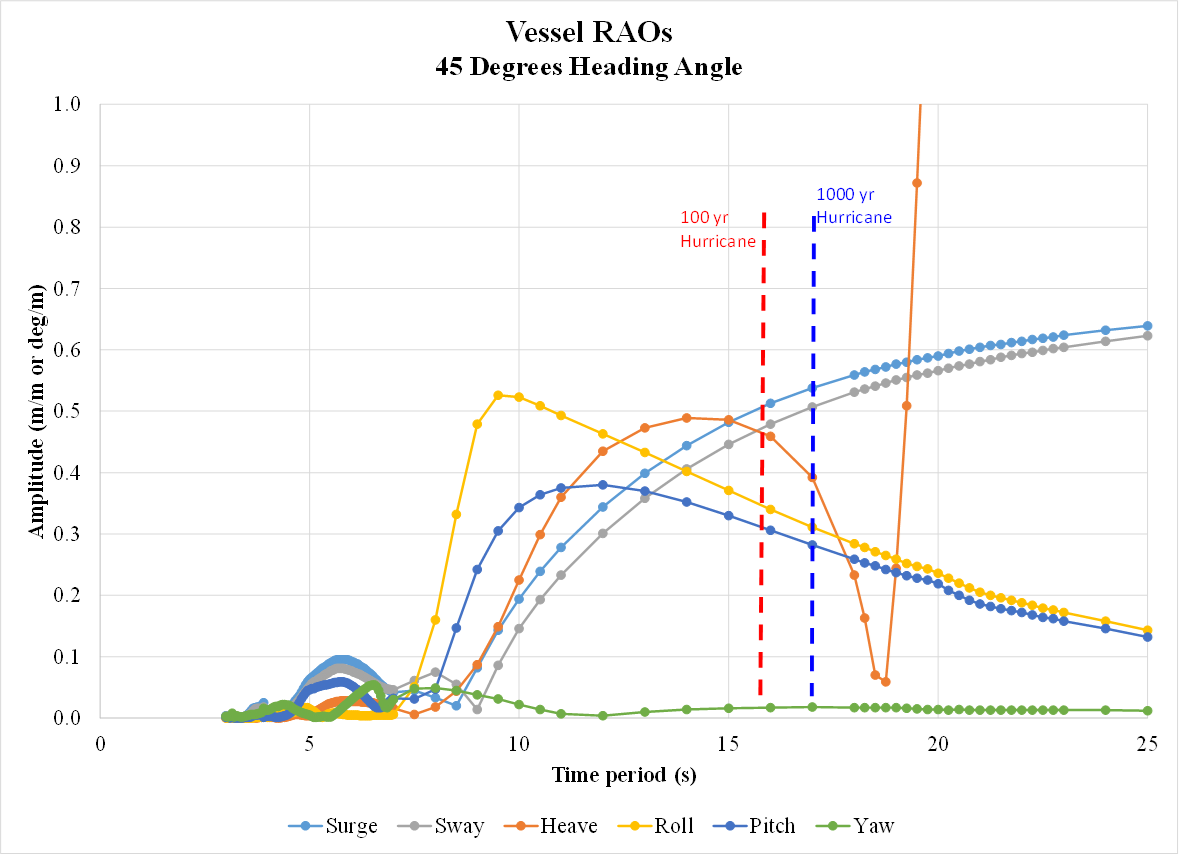 Vessel RAOs
45 Degrees Heading Angle
Amplitude (m/m or deg/m)
1.0
0.9
0.8
0.7
0.6
0.5
0.4
0.3
0.2
0.1
0.0
100 yr
Hurricane
1000 yr
Hurricane
0 5 10 15 20 25
Time period (s)
Surge Sway Heave Roll Pitch Yaw